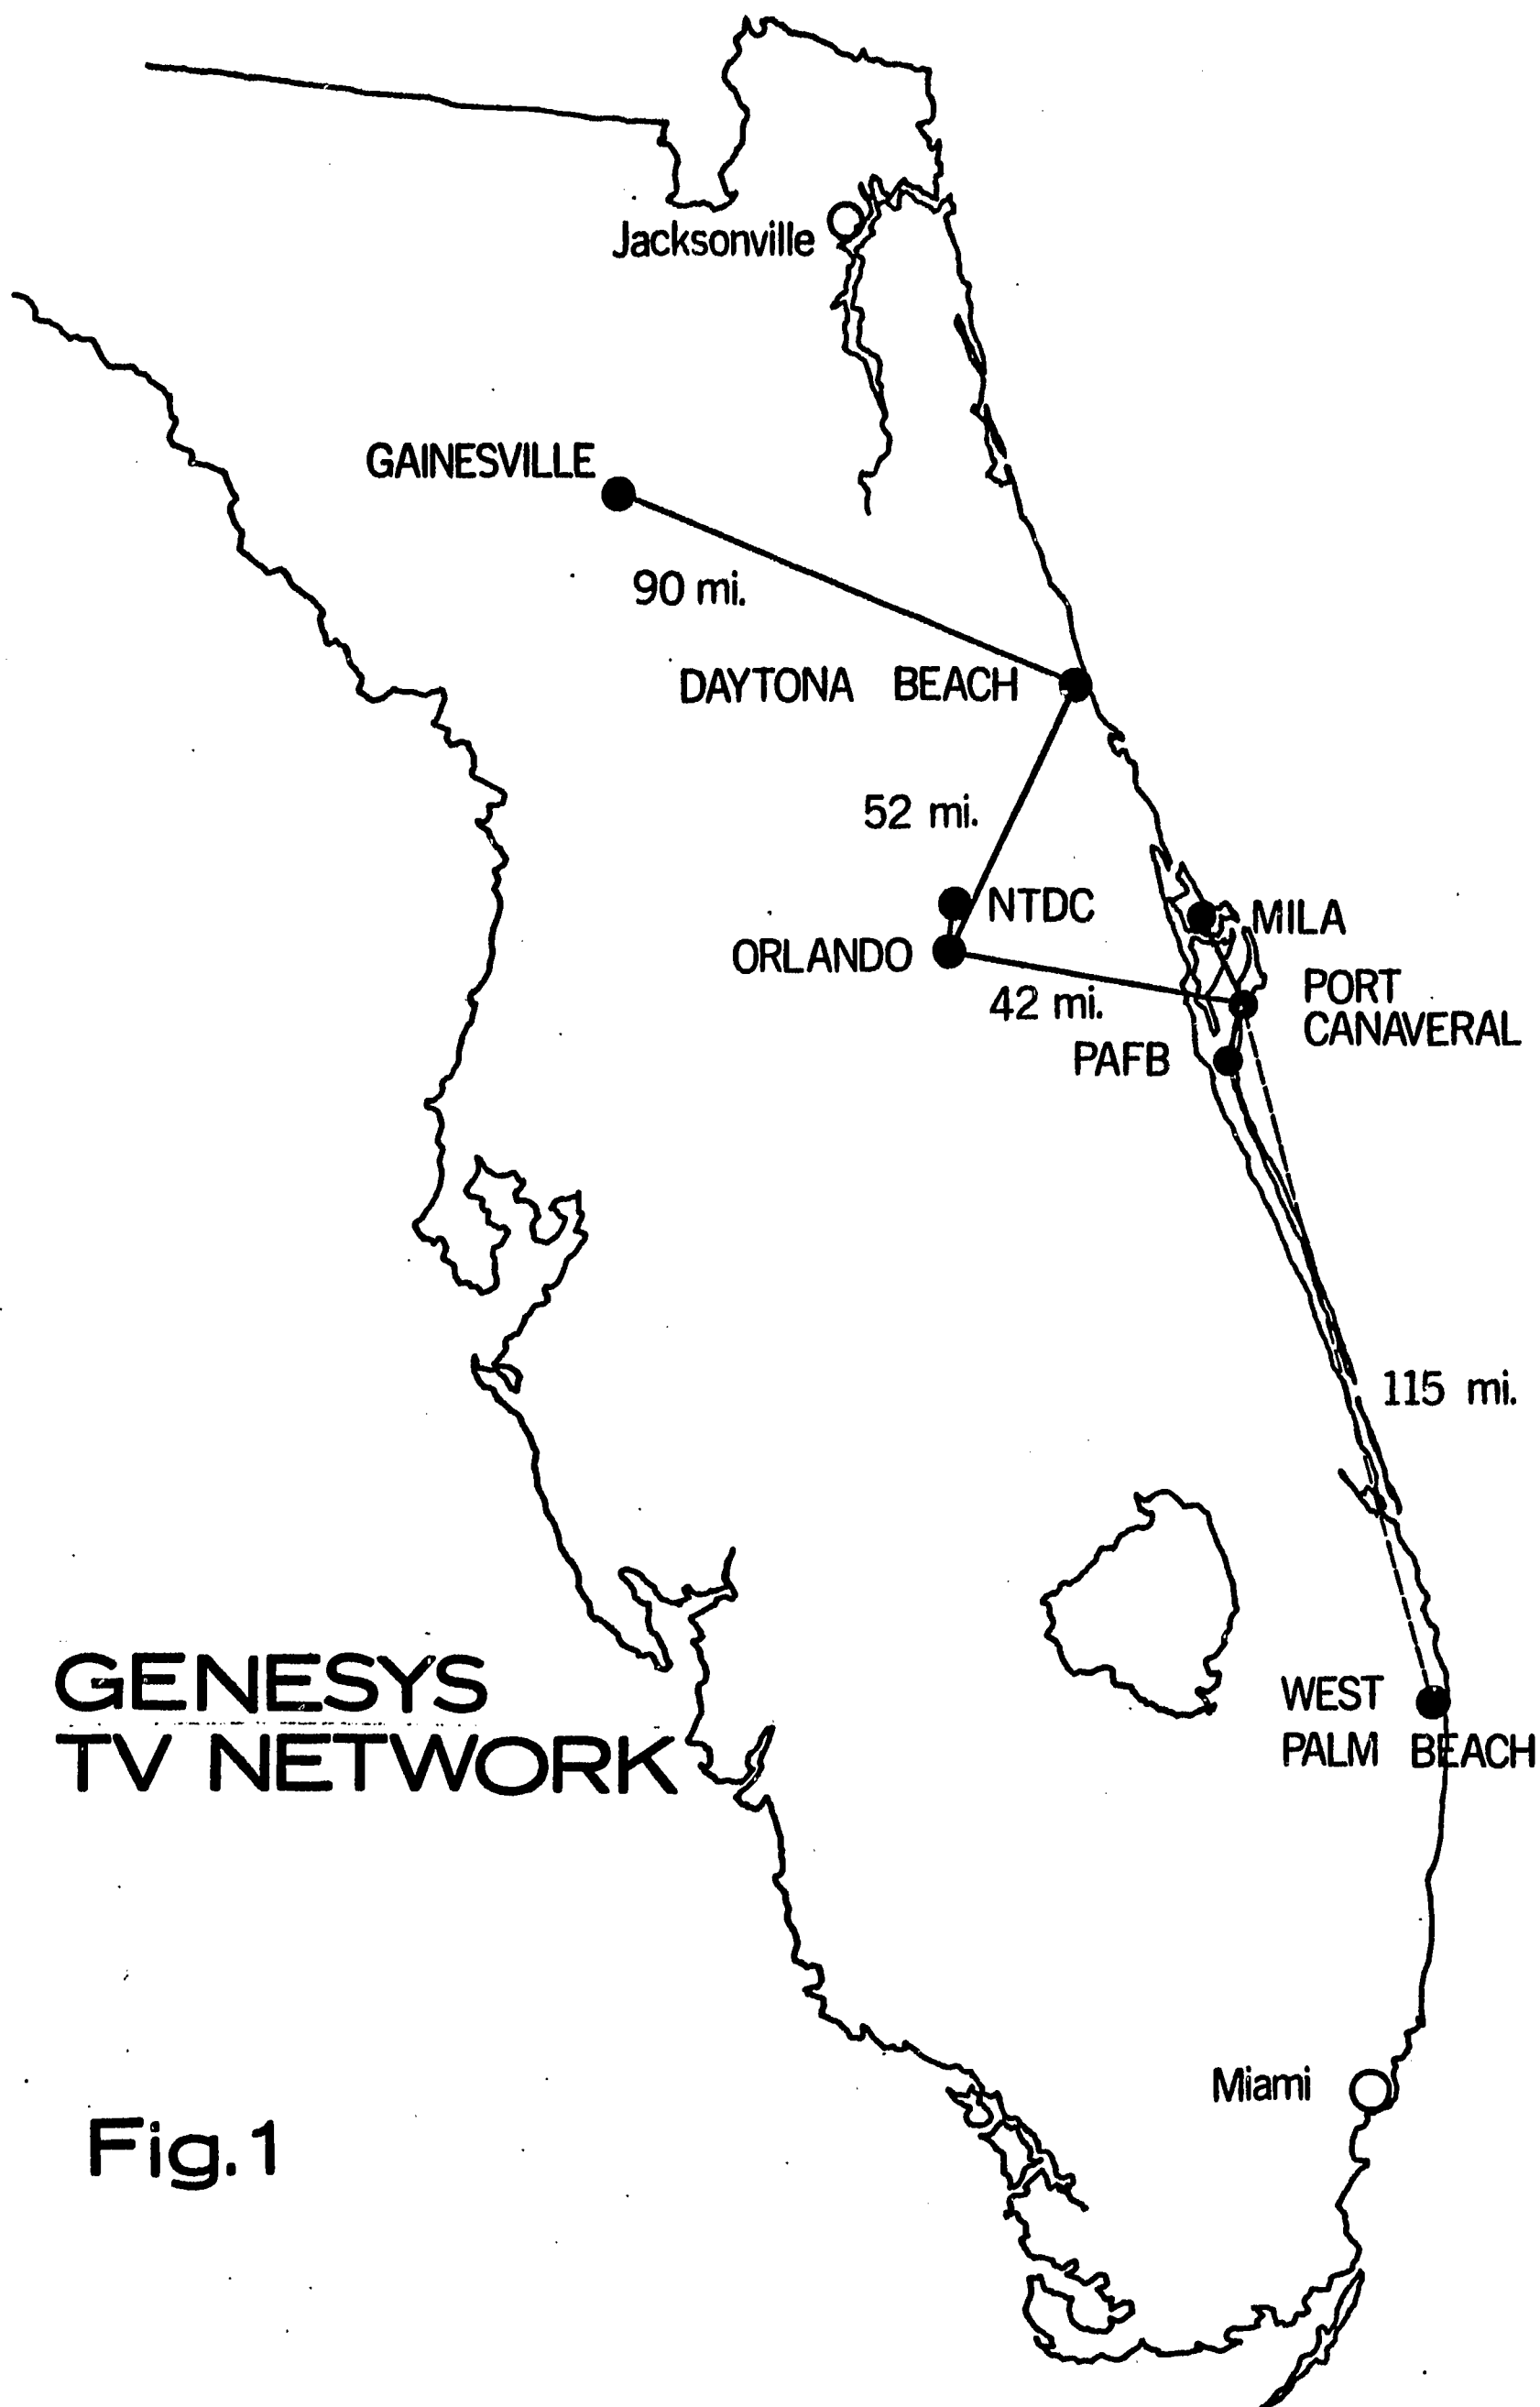 Jacksonville
GAINESVILLE
90 mi.
DAYTONA BEACH
52 mi.
NTDC
MILA
ORLANDO
42 mi.
PORT
CANAVERAL
PAFB
115 mi.
GENESYS
TV NETWORK
WEST
PALM BEACH
Miami
Fig.1